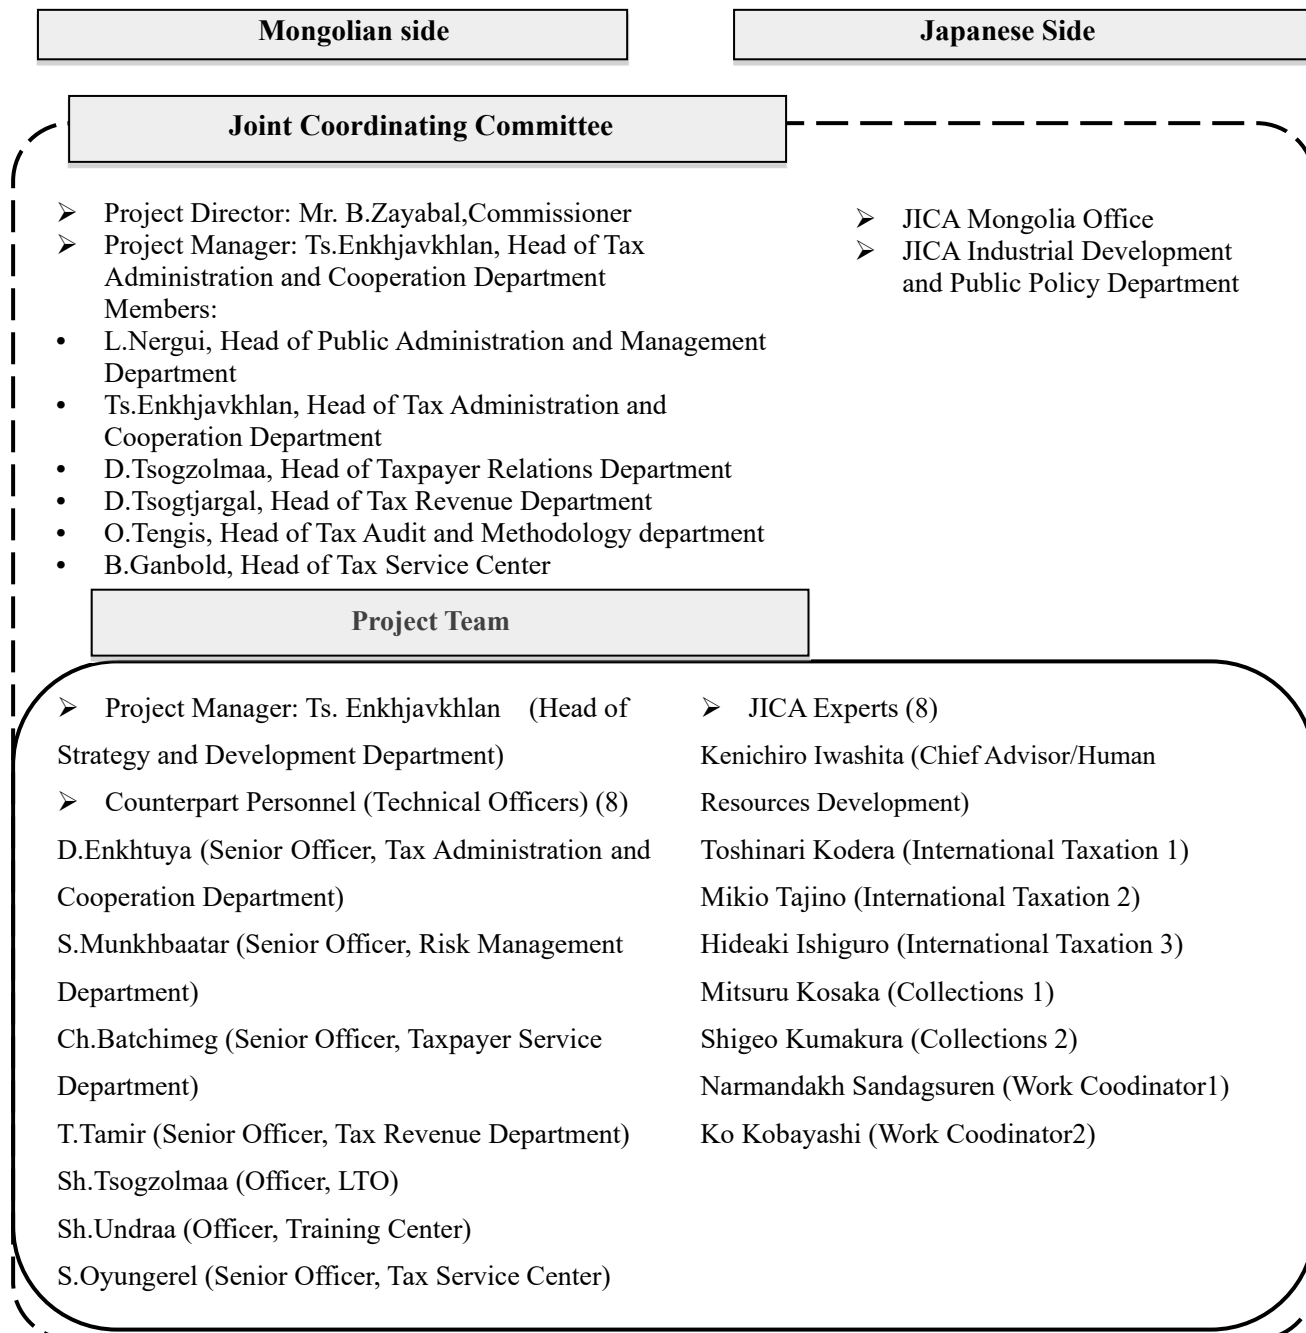 Mongolian side
Japanese Side
Joint Coordinating Committee
➢ Project Director: Mr. B.Zayabal,Commissioner
➢ Project Manager: Ts.Enkhjavkhlan, Head of Tax
Administration and Cooperation Department
Members:
• L.Nergui, Head of Public Administration and Management
Department
• Ts.Enkhjavkhlan, Head of Tax Administration and
Cooperation Department
• D.Tsogzolmaa, Head of Taxpayer Relations Department
• D.Tsogtjargal, Head of Tax Revenue Department
• O.Tengis, Head of Tax Audit and Methodology department
• B.Ganbold, Head of Tax Service Center
➢ JICA Mongolia Office
➢ JICA Industrial Development
and Public Policy Department
Project Team
➢ Project Manager: Ts. Enkhjavkhlan (Head of
Strategy and Development Department)
➢ Counterpart Personnel (Technical Officers) (8)
D.Enkhtuya (Senior Officer, Tax Administration and
Cooperation Department)
S.Munkhbaatar (Senior Officer, Risk Management
Department)
Ch.Batchimeg (Senior Officer, Taxpayer Service
Department)
T.Tamir (Senior Officer, Tax Revenue Department)
Sh.Tsogzolmaa (Officer, LTO)
Sh.Undraa (Officer, Training Center)
S.Oyungerel (Senior Officer, Tax Service Center)
➢ JICA Experts (8)
Kenichiro Iwashita (Chief Advisor/Human
Resources Development)
Toshinari Kodera (International Taxation 1)
Mikio Tajino (International Taxation 2)
Hideaki Ishiguro (International Taxation 3)
Mitsuru Kosaka (Collections 1)
Shigeo Kumakura (Collections 2)
Narmandakh Sandagsuren (Work Coodinator1)
Ko Kobayashi (Work Coodinator2)